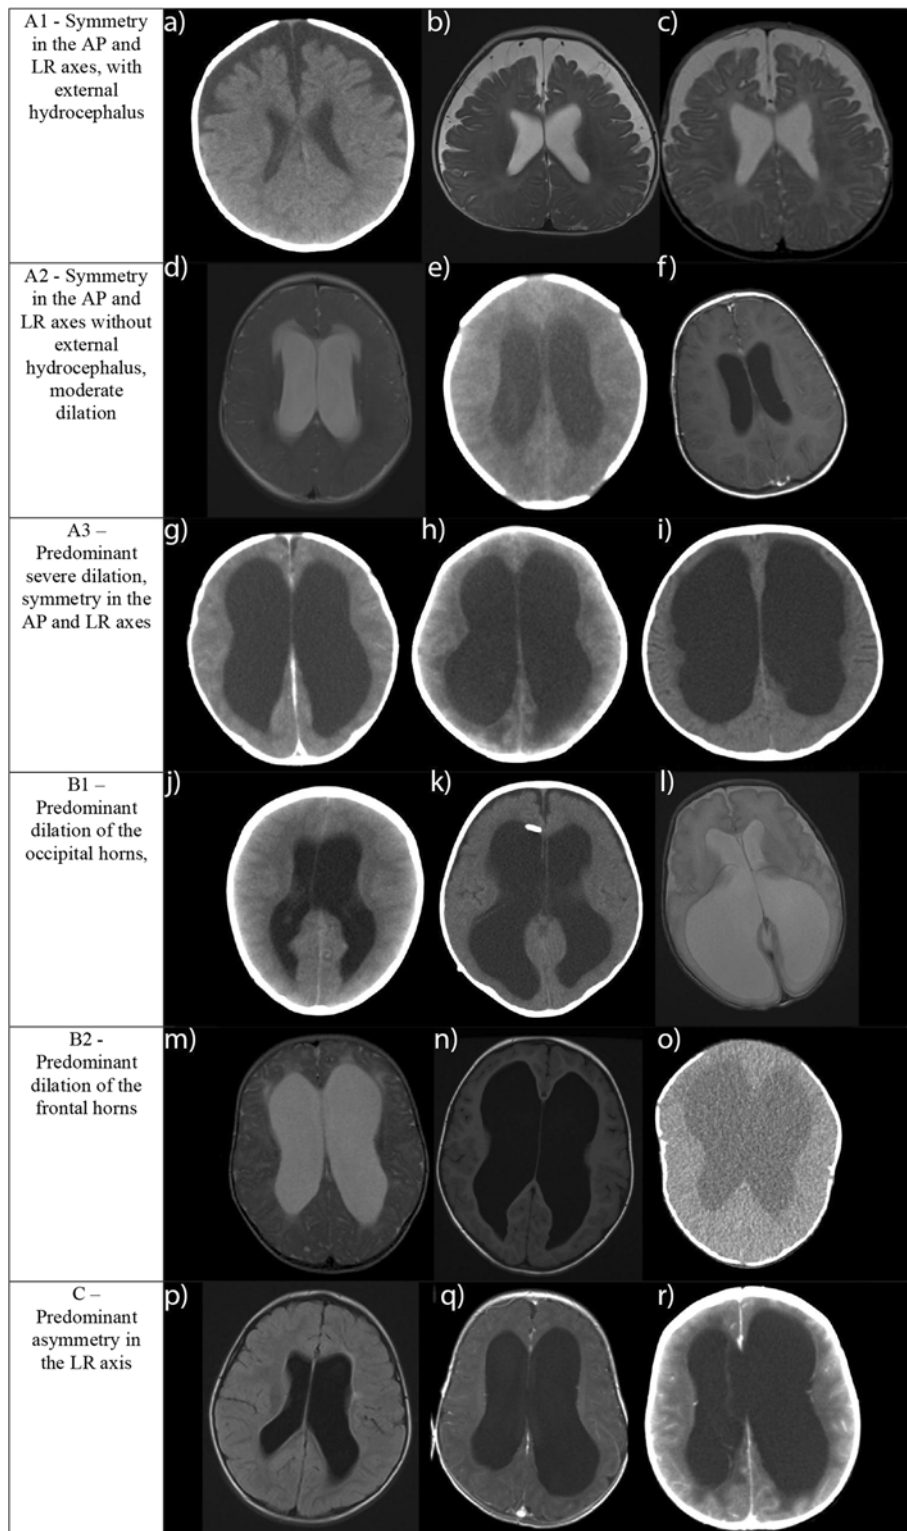 A1 - Symmetry
in the AP and
LR axes, with
external
hydrocephalus
a)
b)
c)
A2 - Symmetry
in the AP and
LR axes without
external
hydrocephalus,
moderate
dilation
d)
e)
f)
A3 –
Predominant
severe dilation,
symmetry in the
AP and LR axes
g)
h)
i)
B1 –
Predominant
dilation of the
occipital horns,
j)
k)
l)
B2 -
Predominant
dilation of the
frontal horns
m)
n)
o)
C –
Predominant
asymmetry in
the LR axis
p)
q)
r)